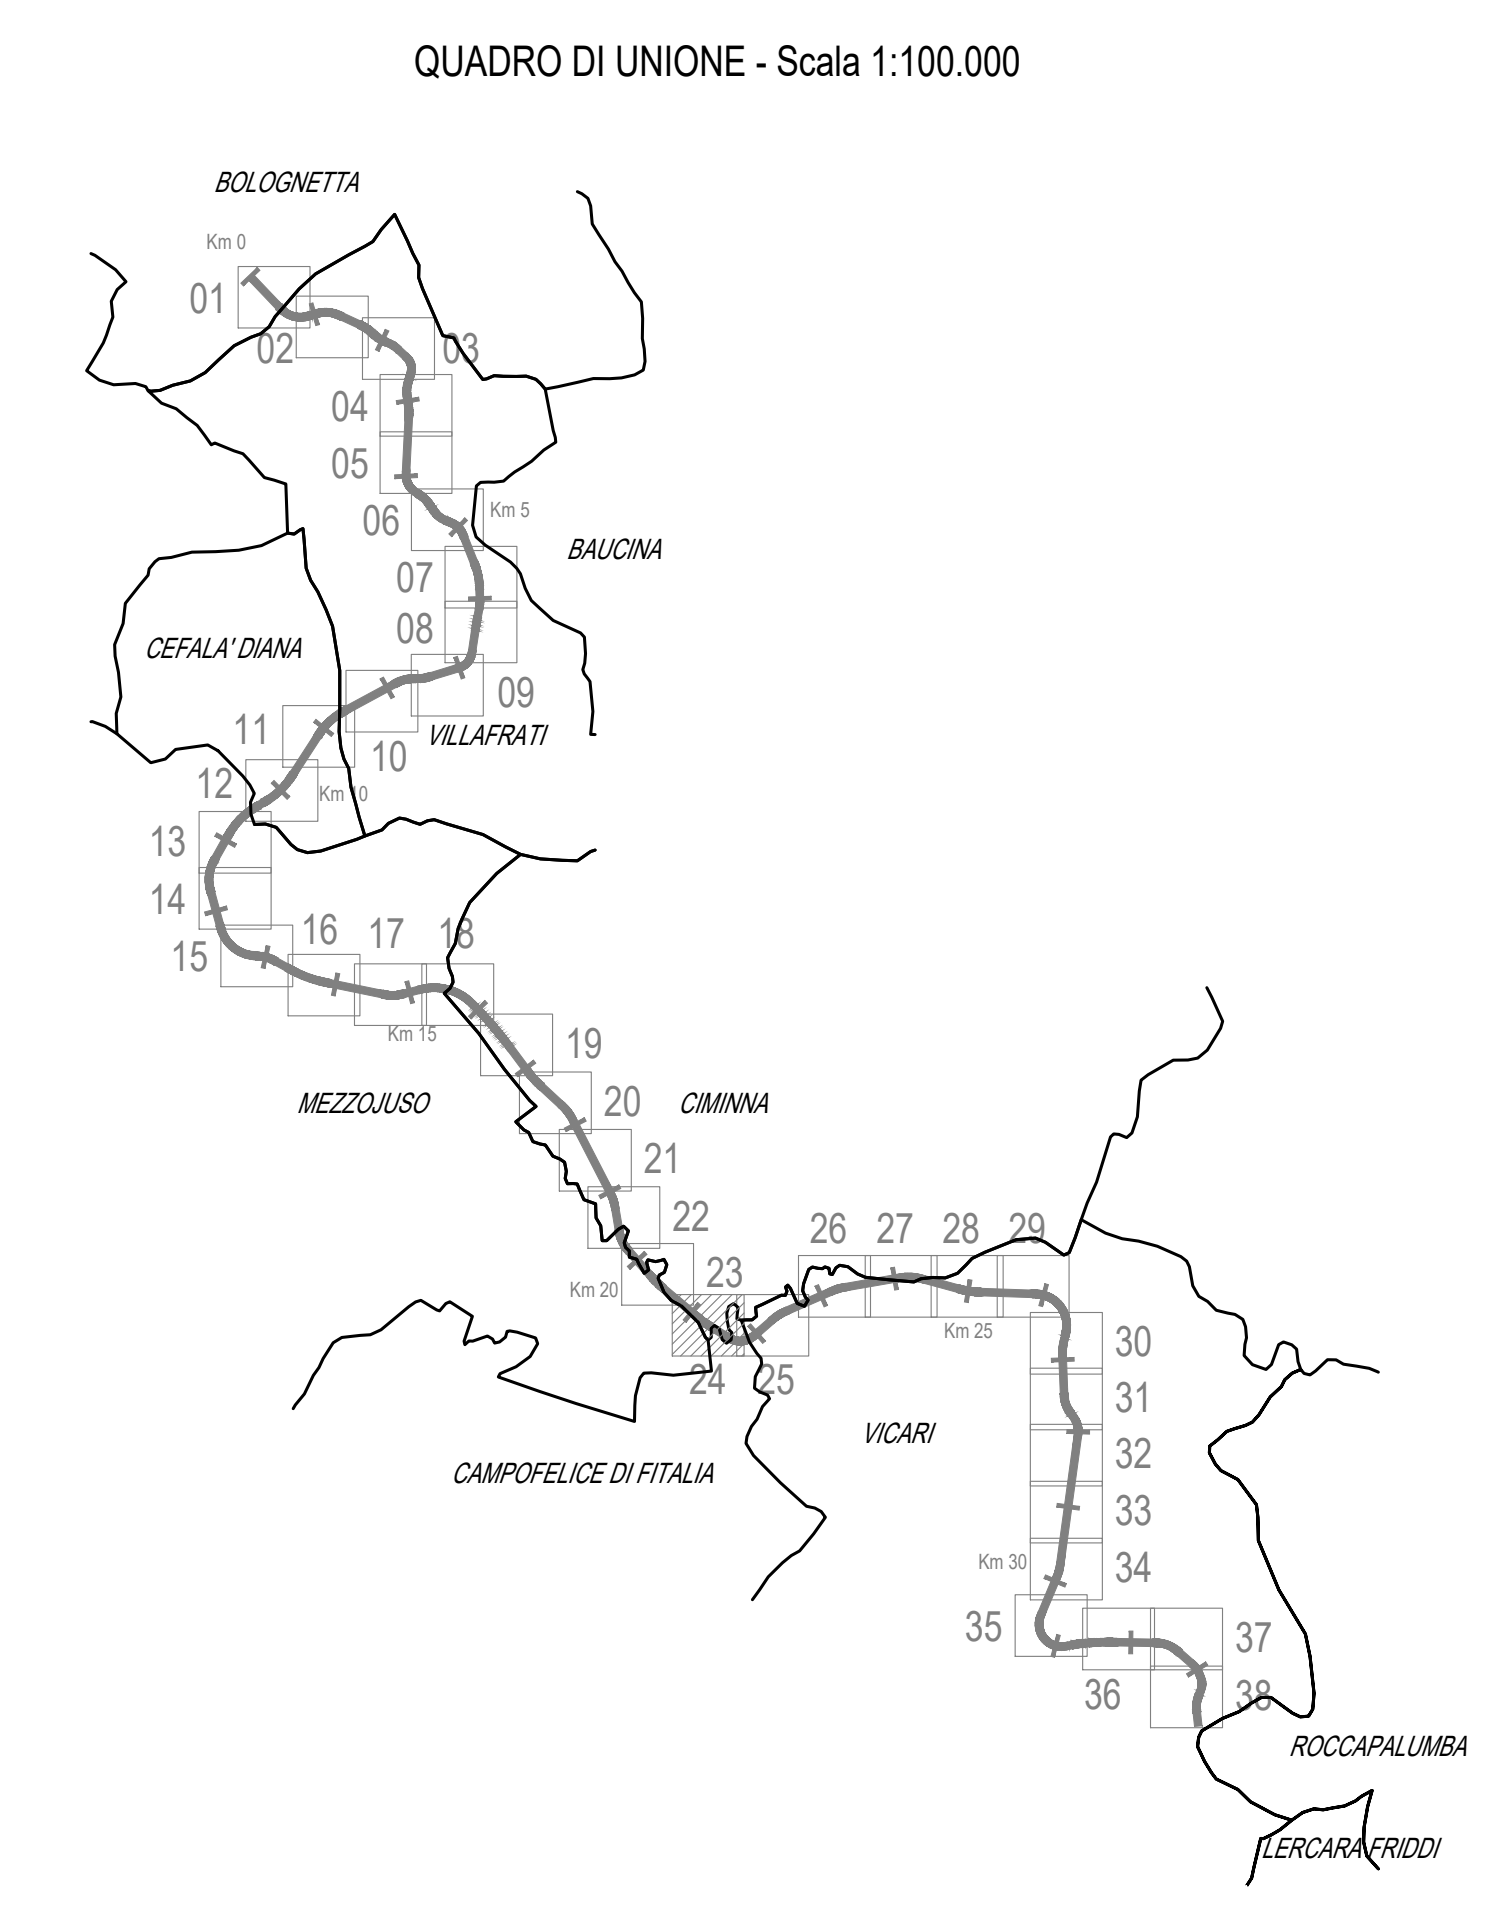 QUADRO DI UNIONE - Scala 1:100.000
BOLOGNETTA
Km 0
01
02
03
04
05
06
Km 5
BAUCINA
07
08
CEFALA' DIANA
09
VILLAFRATI
10
11
12
Km 10
13
14
15
16
17
18
Km 15
19
MEZZOJUSO
20
CIMINNA
21
22
23
Km 20
24
25
26
27
28
29
Km 25
30
31
VICARI
32
CAMPOFELICE DI FITALIA
33
Km 30
34
35
36
37
38
ROCCAPALUMBA
LERCARA FRIDDI